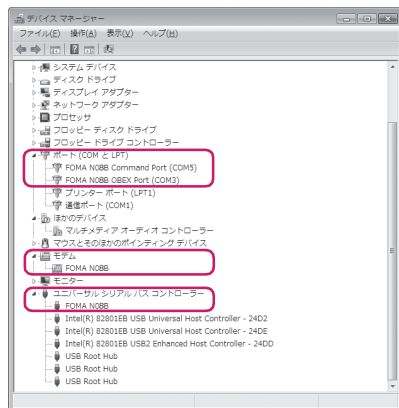 デバイス マネージャー
ファイル(F) 操作(A) 表示(V) ヘルプ(H)
システム デバイス
ディスク ドライブ
ディスプレイ アダプター
ネットワーク アダプター
プロセッサ
フロッピー ディスク ドライブ
フロッピー ドライブ コントローラー
ポート (COM と LPT)
FOMA N08B Command Port (COM5)
FOMA N08B OBEX Port (COM3)
プリンター ポート (LPT1)
通信ポート (COM1)
ほかのデバイス
マルチメディア オーディオ コントローラー
マウスとそのほかのポインティング デバイス
モデム
FOMA N08B
モニター
ユニバーサル シリアル バス コントローラー
FOMA N08B
Intel(R) 82801EB USB Universal Host Controller - 24D2
Intel(R) 82801EB USB Universal Host Controller - 24DE
Intel(R) 82801EB USB2 Enhanced Host Controller - 24DD
USB Root Hub
USB Root Hub
USB Root Hub